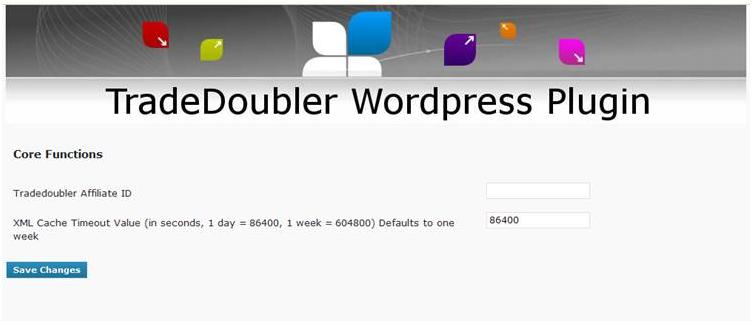 TradeDoubler Wordpress Plugin
Core Functions
Tradedoubler Affiliate ID
XML Cache Timeout Value (in seconds, 1 day = 86400, 1 week = 604800) Defaults to one
week
86400
Save Changes